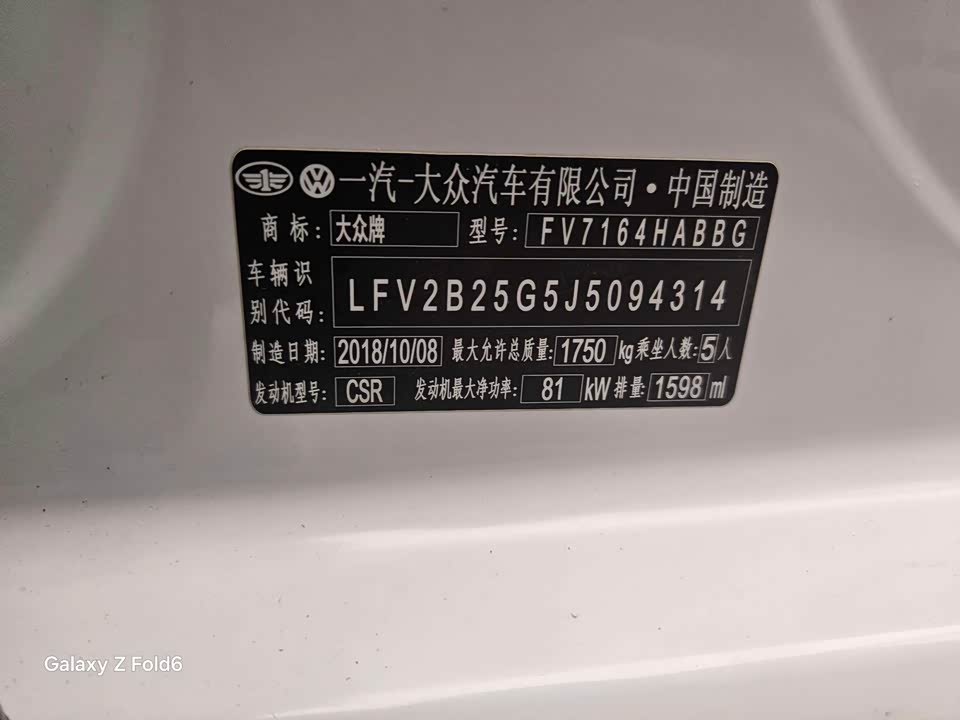 一汽-大众汽车有限公司·中国制造
商标: 大众牌 型号: FV7164HABBG
车辆识别代码: LFV2B25G5J5094314
制造日期: 2018/10/08 最大允许总质量: 1750 kg 乘坐人数: 5 人
发动机型号: CSR 发动机最大净功率: 81 kW 排量: 1598 ml
Galaxy Z Fold6